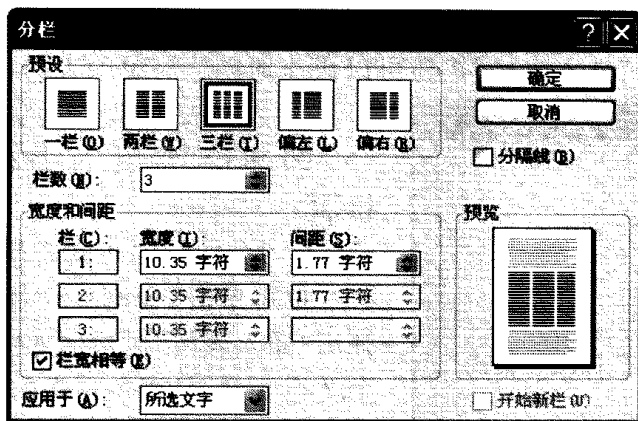 分栏
预设
一栏(O) 两栏(W) 三栏(T) 偏左(L) 偏右(R)
确定
取消
分隔线(B)
栏数(N): 3
宽度和间距
预览
栏(C): 宽度(I): 间距(S):
1: 10.35 字符 1.77 字符
2: 10.35 字符 1.77 字符
3: 10.35 字符
栏宽相等(E)
应用于(A): 所选文字
开始新栏(U)